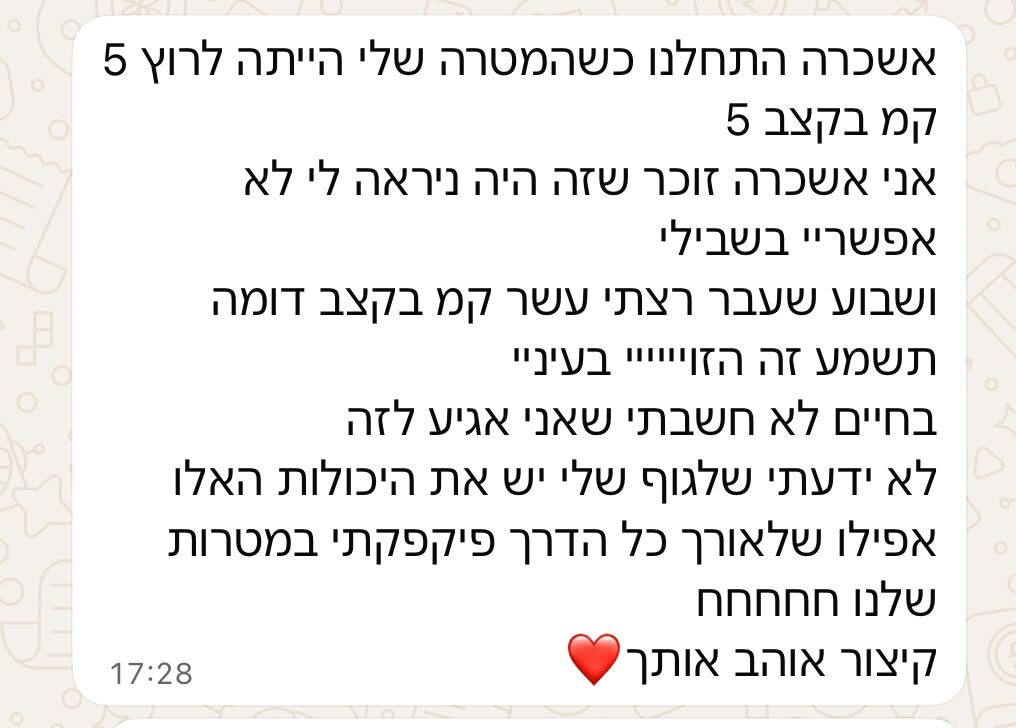 אשכרה התחלנו כשהמטרה שלי הייתה לרוץ 5
קמ בקצב 5
אני אשכרה זוכר שזה היה ניראה לי לא
אפשריי בשבילי
ושבוע שעבר רצתי עשר קמ בקצב דומה
תשמע זה הזוייייייי בעיניי
בחיים לא חשבתי שאני אגיע לזה
לא ידעתי שלגוף שלי יש את היכולות האלו
אפילו שלאורך כל הדרך פיקפקתי במטרות
שלנו חחחחח
קיצור אוהב אותך❤️
17:28